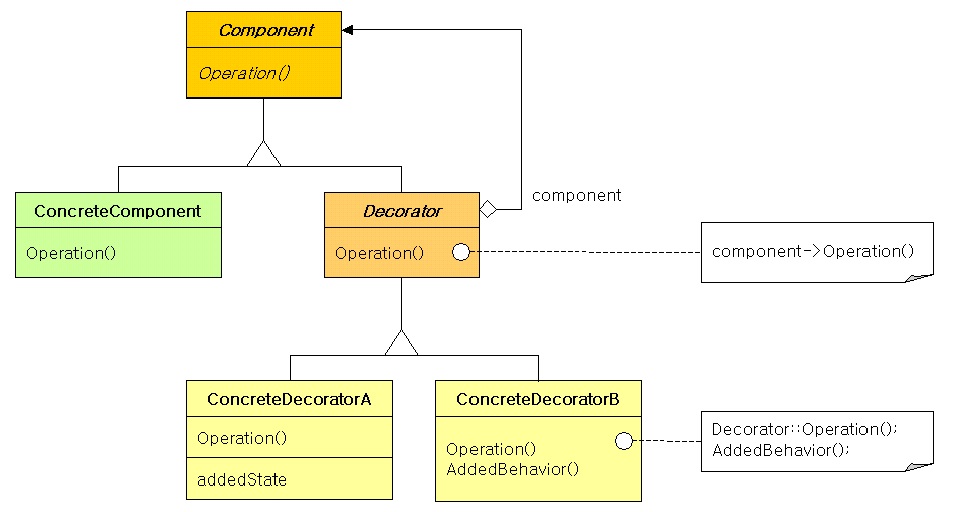 Component
Operation()
ConcreteComponent
Operation()
Decorator
Operation()
component
component->Operation()
ConcreteDecoratorA
Operation()
addedState
ConcreteDecoratorB
Operation()
AddedBehavior()
Decorator::Operation();
AddedBehavior();